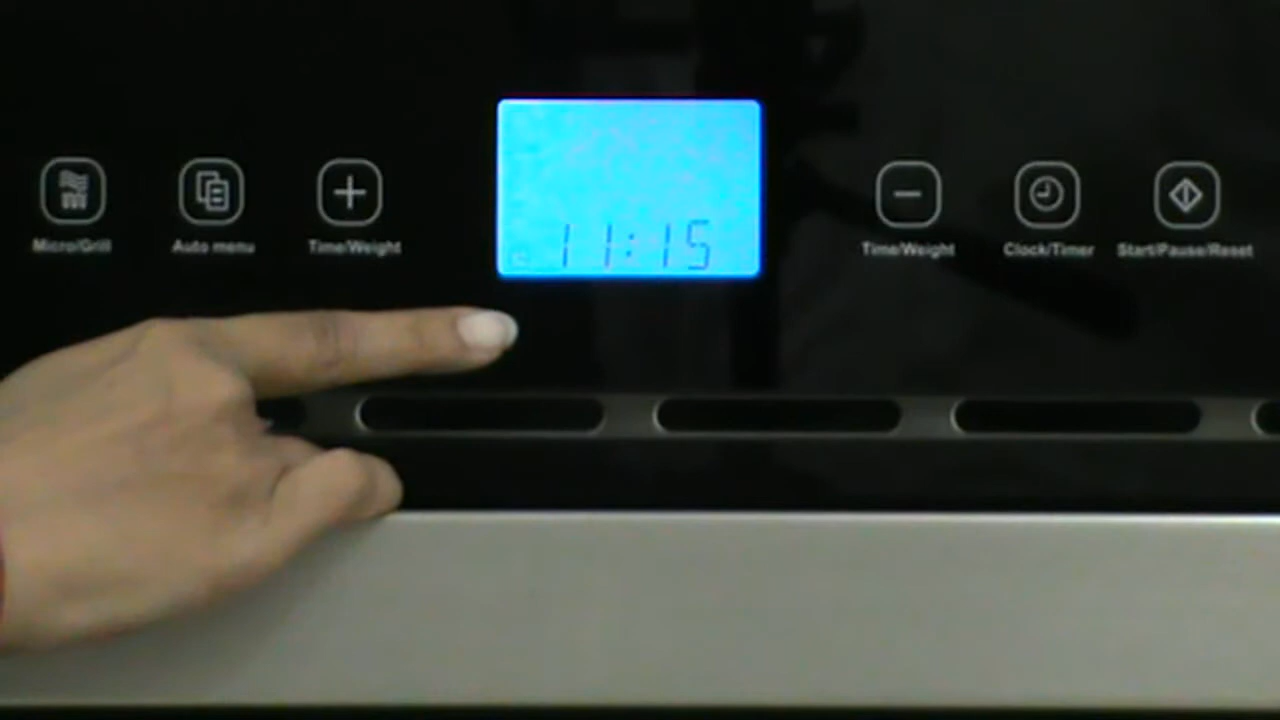 11:15
Micro/Grill
Auto menu
Time/Weight
Time/Weight
Clock/Timer
Start/Pause/Reset